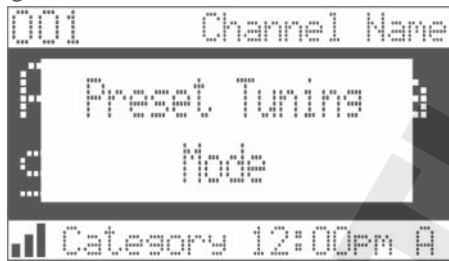 001 Channel Name
Preset Tuning
Mode
Category 12:00pm A